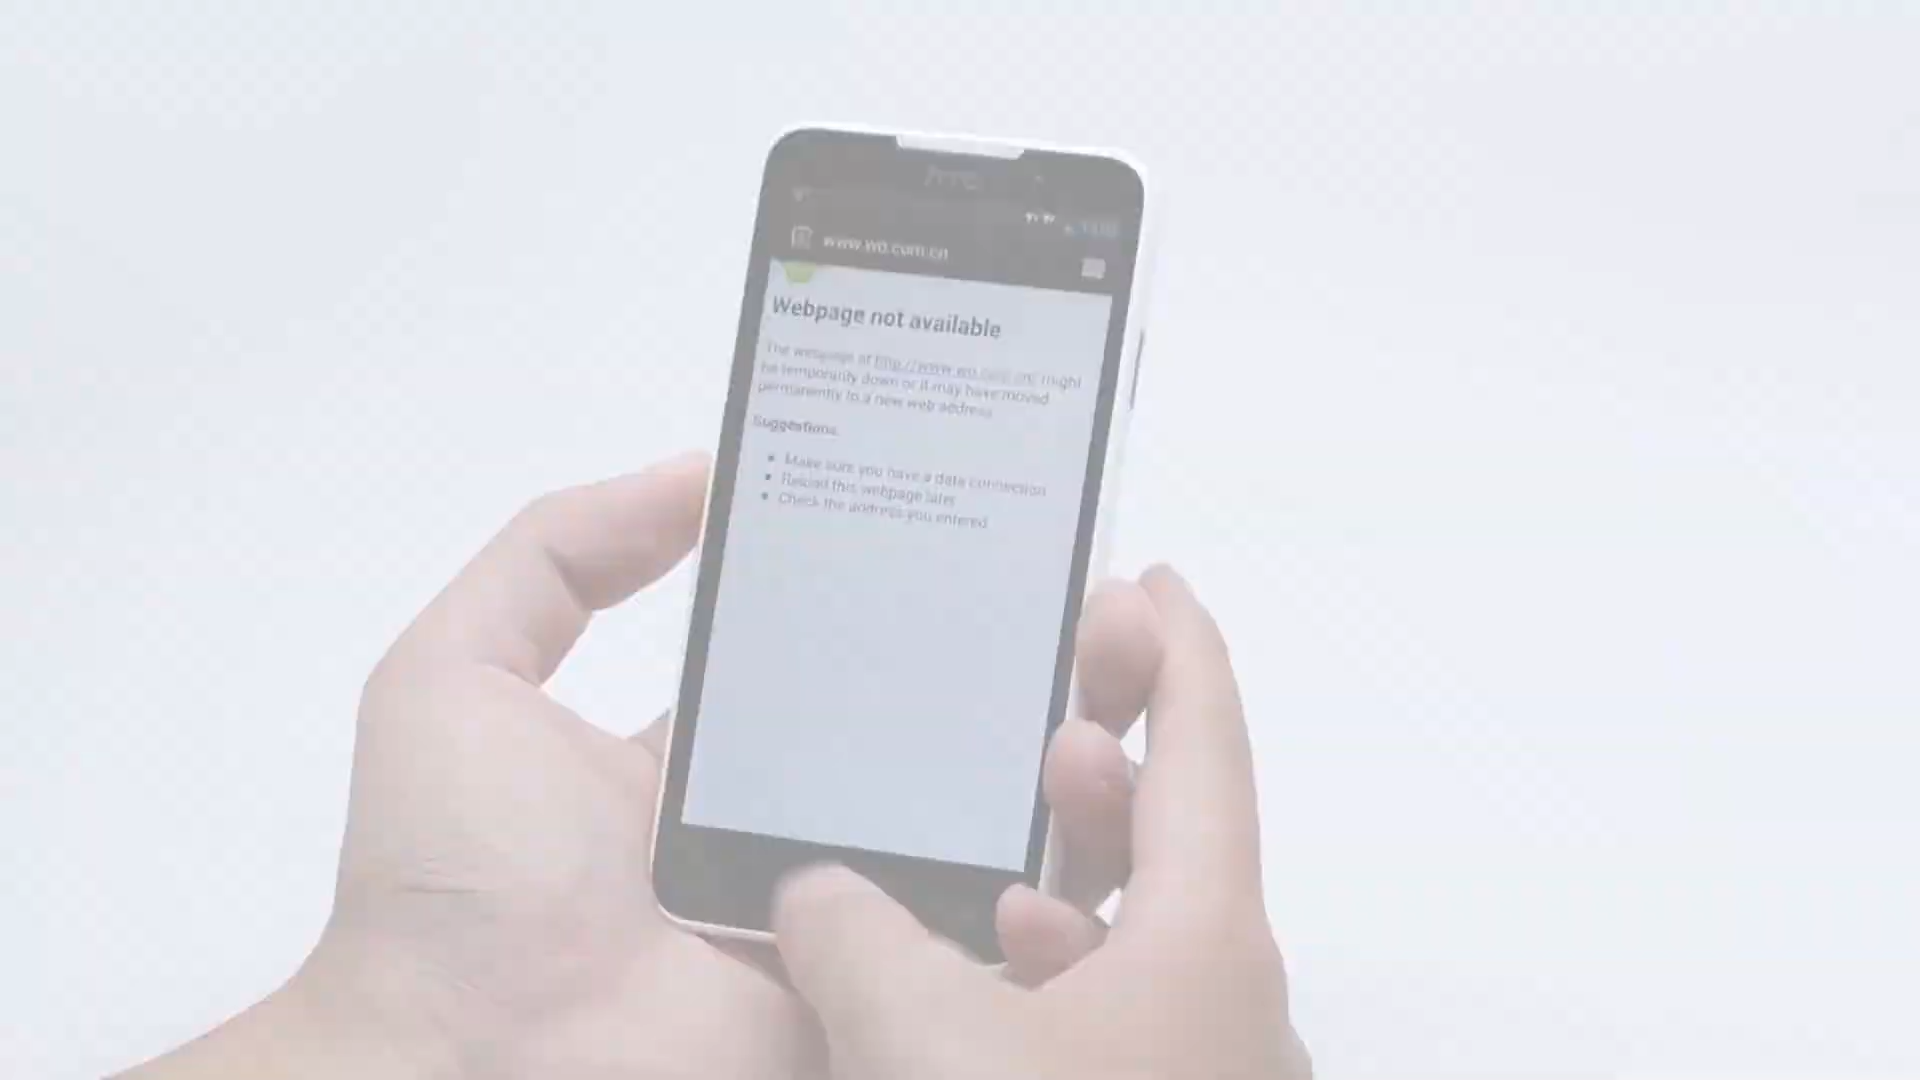 hTC
www.wo.com.cn
Webpage not available
The webpage at http://www.wo.com.cn/ might
be temporarily down or it may have moved
permanently to a new web address.
Suggestions:
Make sure you have a data connection
Reload this webpage later
Check the address you entered